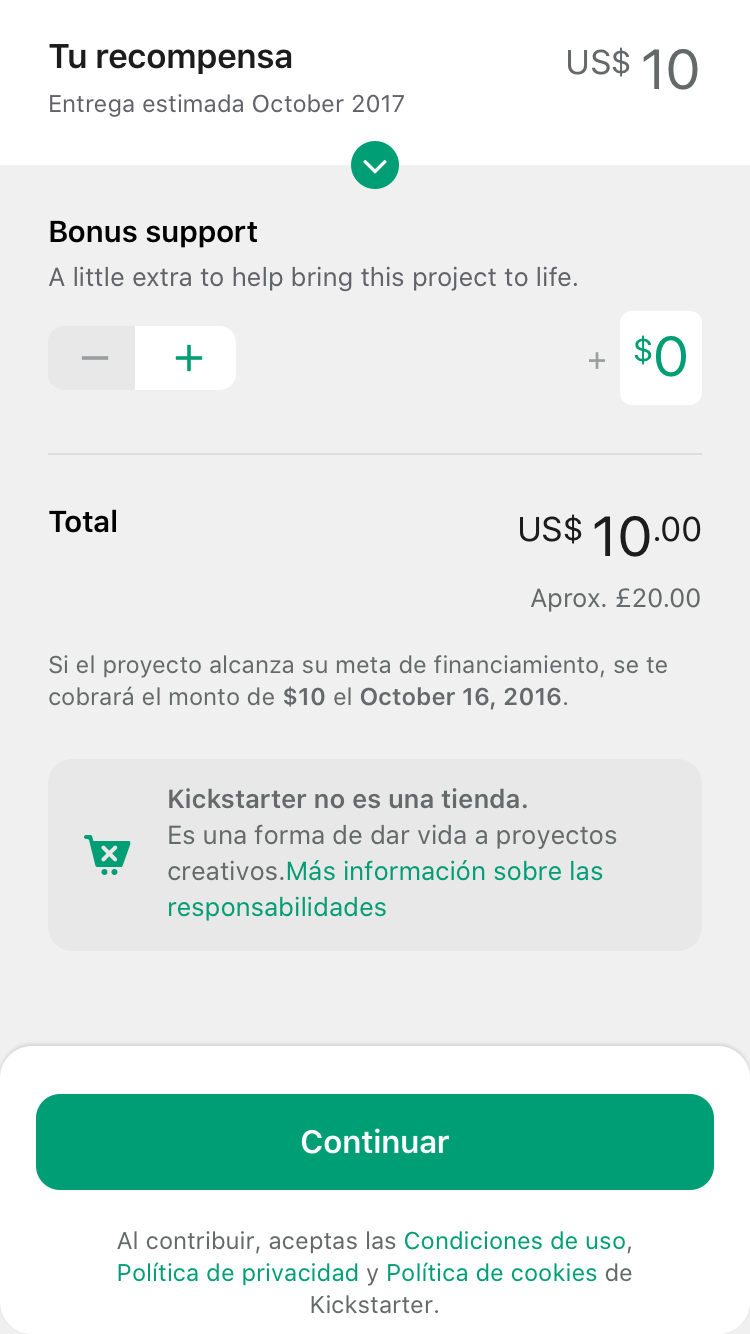 Tu recompensa
US$ 10
Entrega estimada October 2017
Bonus support
A little extra to help bring this project to life.
+ $0
Total
US$ 10.00
Aprox. £20.00
Si el proyecto alcanza su meta de financiamiento, se te
cobrará el monto de $10 el October 16, 2016.
Kickstarter no es una tienda.
Es una forma de dar vida a proyectos
creativos.Más información sobre las
responsabilidades
Continuar
Al contribuir, aceptas las Condiciones de uso,
Política de privacidad y Política de cookies de
Kickstarter.